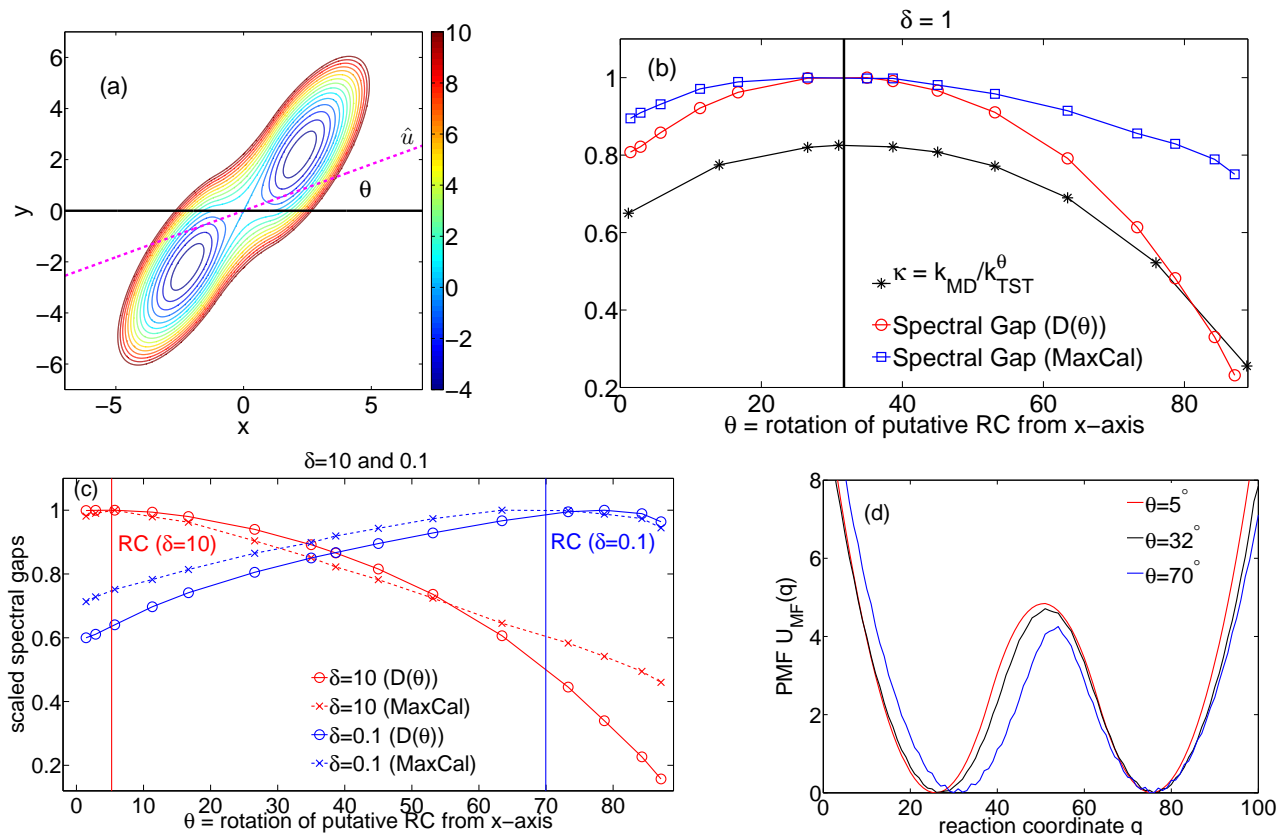 (a)
û
θ
y
6
4
2
0
−2
−4
−6
−5
0
5
x
10
8
6
4
2
0
−2
−4
δ = 1
(b)
1
0.8
0.6
0.4
0.2
κ = k_MD/k_TST^θ
Spectral Gap (D(θ))
Spectral Gap (MaxCal)
0
20
40
60
80
θ = rotation of putative RC from x−axis
δ=10 and 0.1
(c)
scaled spectral gaps
1
0.8
0.6
0.4
0.2
RC (δ=10)
RC (δ=0.1)
δ=10 (D(θ))
δ=10 (MaxCal)
δ=0.1 (D(θ))
δ=0.1 (MaxCal)
0
10
20
30
40
50
60
70
80
θ = rotation of putative RC from x−axis
(d)
PMF U_MF(q)
8
6
4
2
0
θ=5°
θ=32°
θ=70°
0
20
40
60
80
100
reaction coordinate q